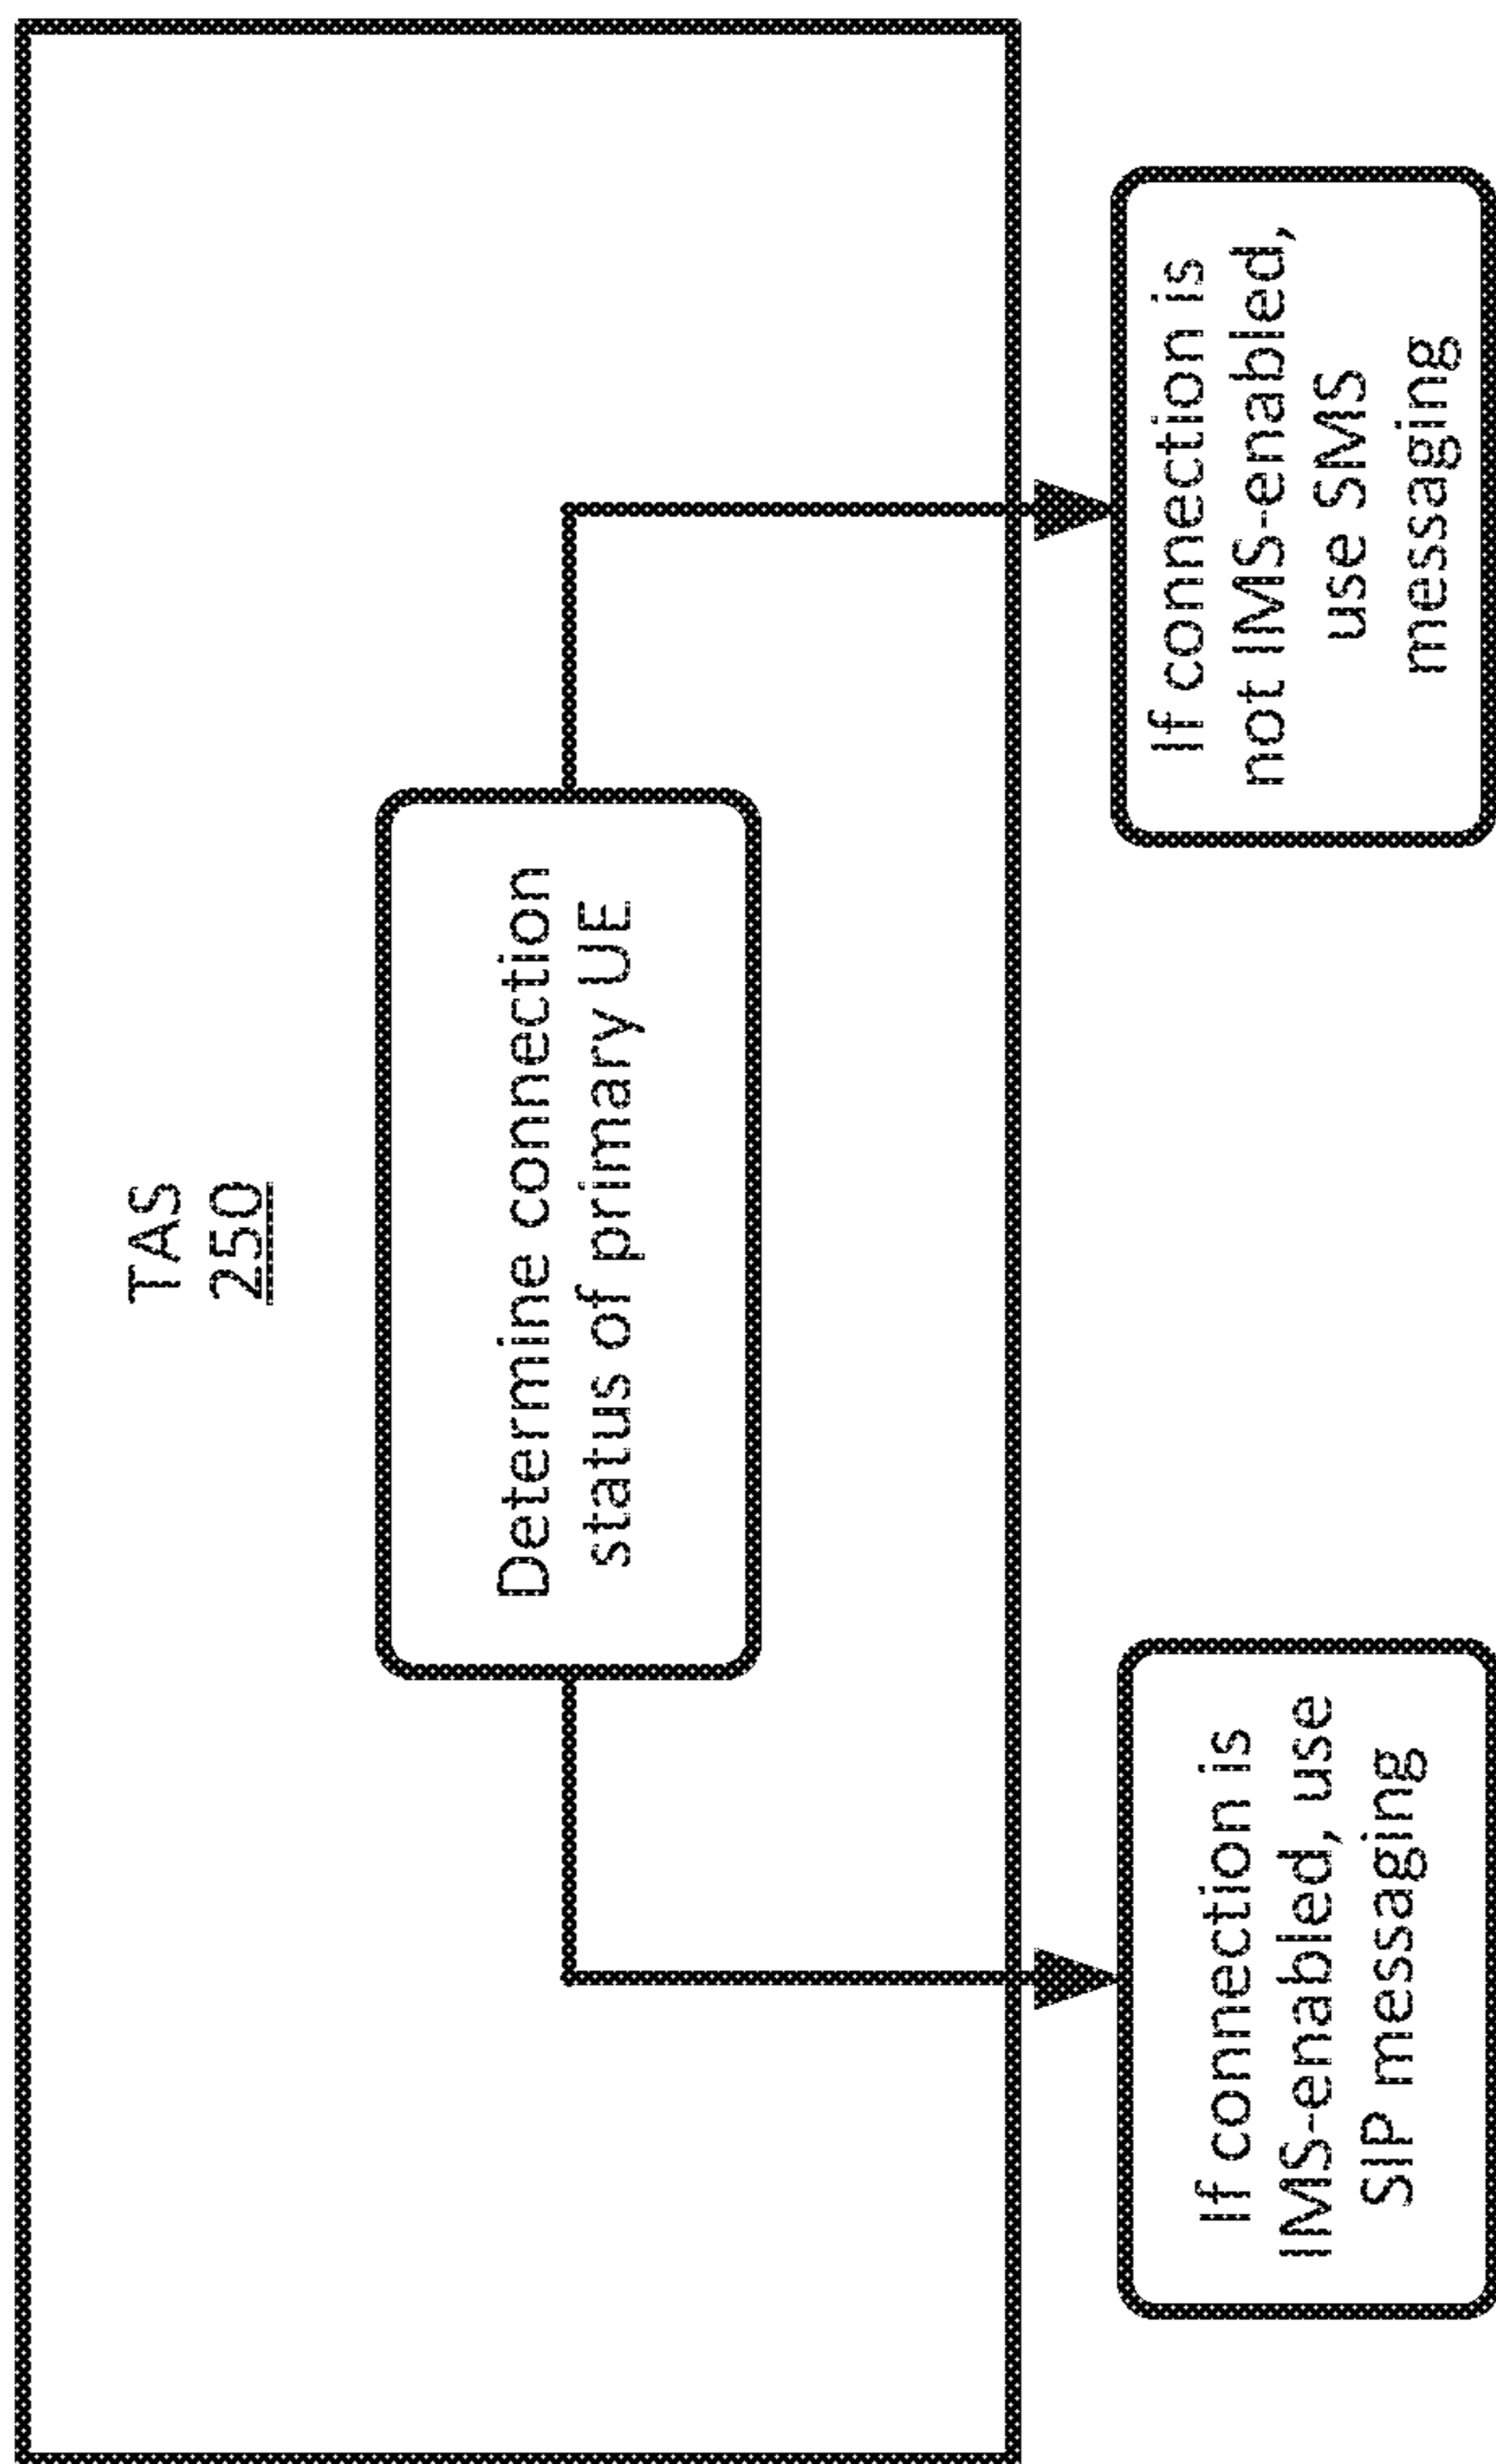 TAS
250
Determine connection
status of primary UE
If connection is
IMS-enabled, use
SIP messaging
If connection is
not IMS-enabled,
use SMS
messaging